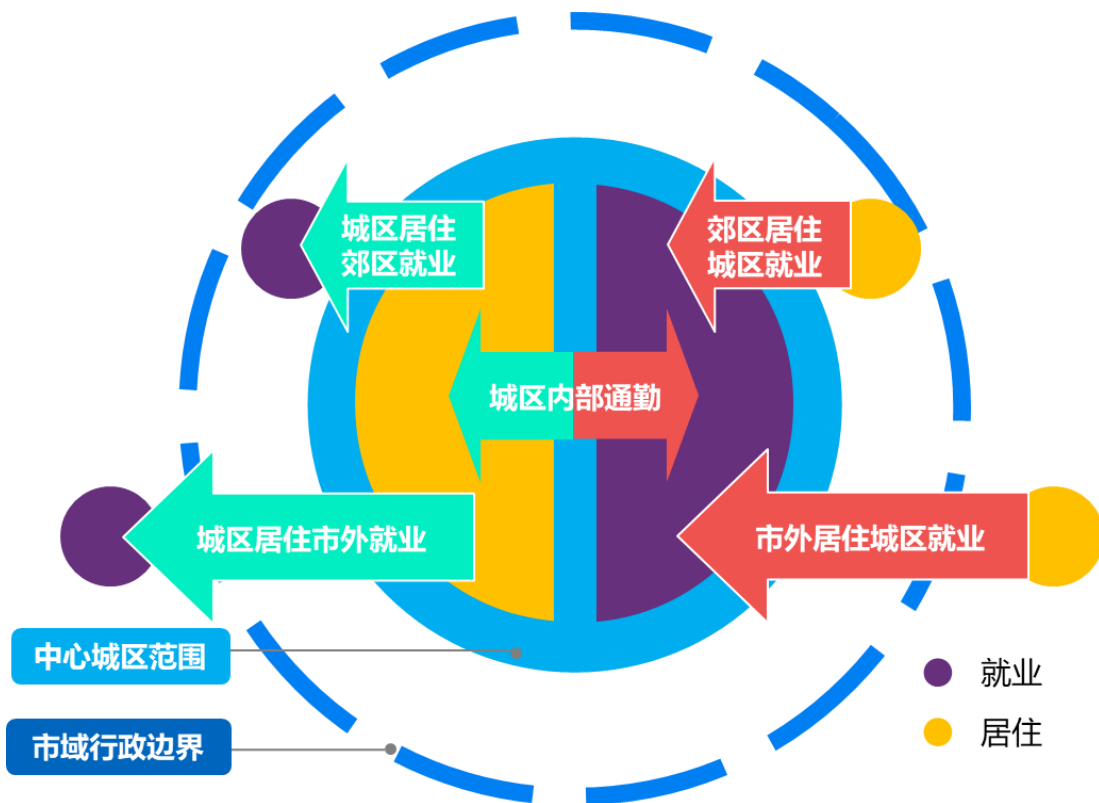 城区居住
郊区就业
郊区居住
城区就业
城区内部通勤
城区居住市外就业
市外居住城区就业
中心城区范围
市域行政边界
就业
居住